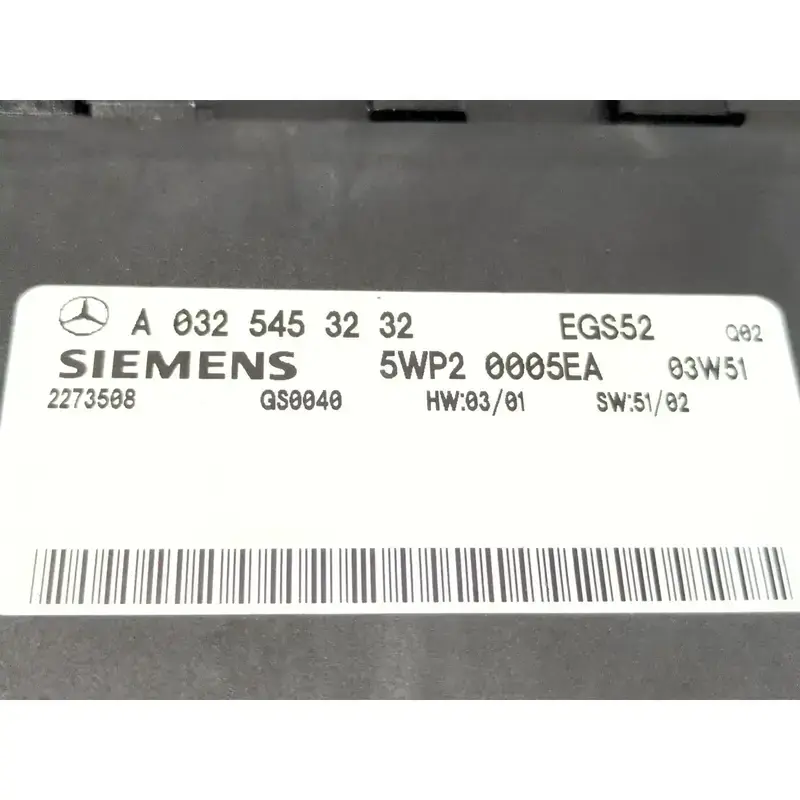 A 032 545 32 32 EGS52 Q02
SIEMENS 5WP2 0005EA 03W51
2273508 GS0040 HW:03/01 SW:51/02